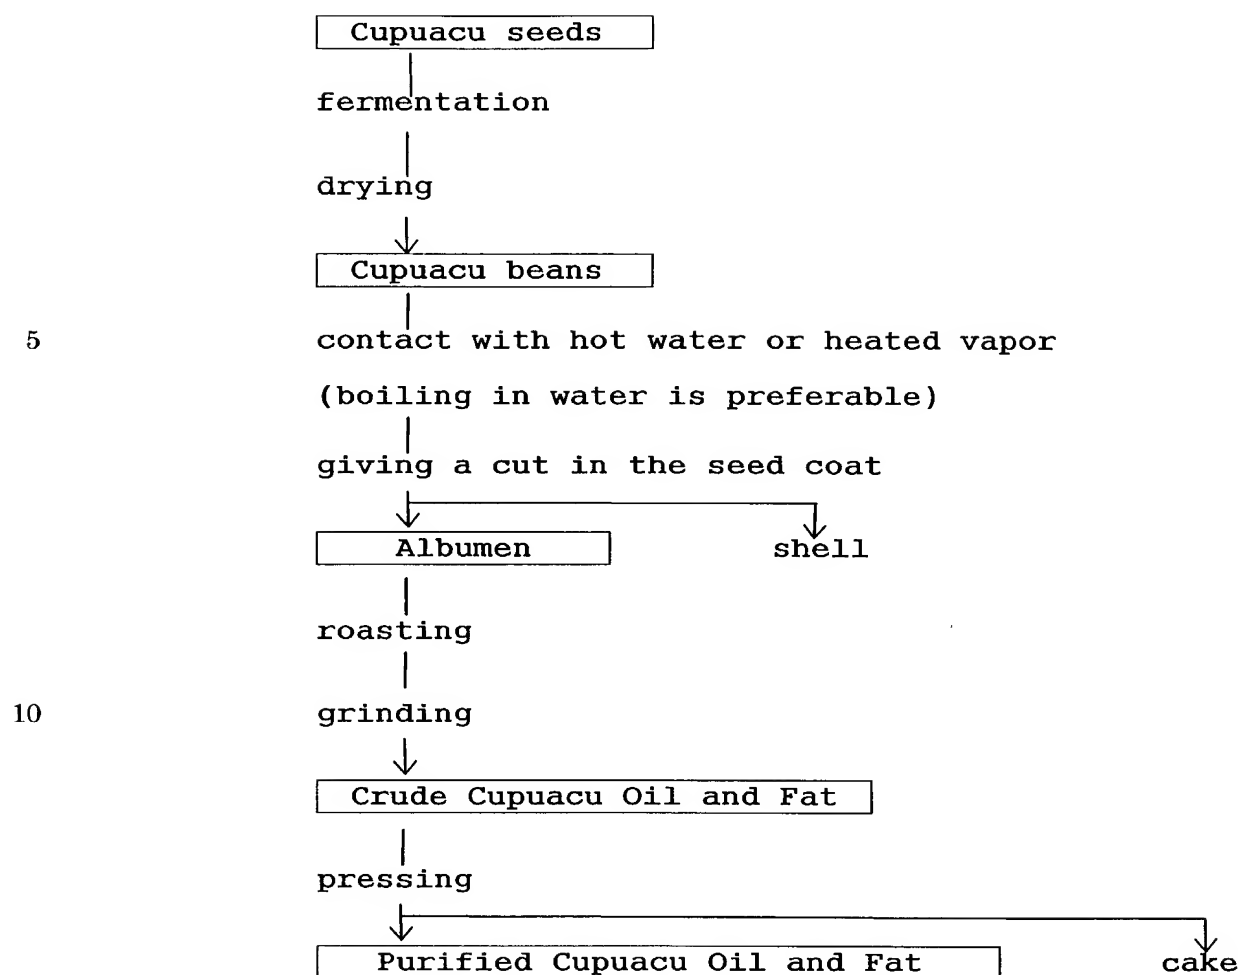 Cupuacu seeds
fermentation
drying
Cupuacu beans
5 contact with hot water or heated vapor
(boiling in water is preferable)
giving a cut in the seed coat
Albumen shell
roasting
10 grinding
Crude Cupuacu Oil and Fat
pressing
Purified Cupuacu Oil and Fat cake